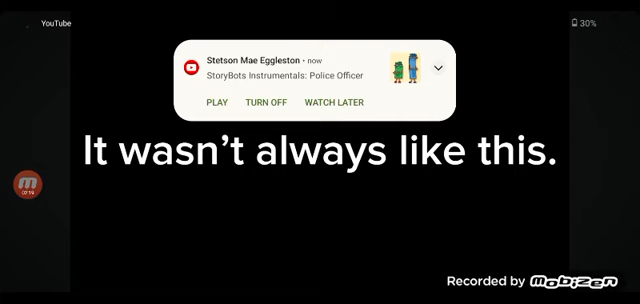 YouTube
30%
Stetson Mae Eggleston • now
StoryBots Instrumentals: Police Officer
PLAY TURN OFF WATCH LATER
It wasn't always like this.
Recorded by mobizen